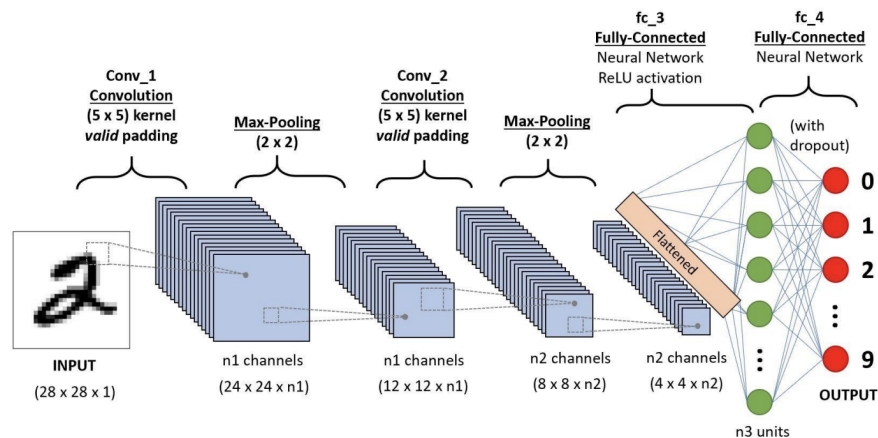 Conv_1
Convolution
(5 x 5) kernel
valid padding
Max-Pooling
(2 x 2)
Conv_2
Convolution
(5 x 5) kernel
valid padding
Max-Pooling
(2 x 2)
fc_3
Fully-Connected
Neural Network
ReLU activation
fc_4
Fully-Connected
Neural Network
(with
dropout)
Flattened
0
1
2
9
OUTPUT
INPUT
(28 x 28 x 1)
n1 channels
(24 x 24 x n1)
n1 channels
(12 x 12 x n1)
n2 channels
(8 x 8 x n2)
n2 channels
(4 x 4 x n2)
n3 units
2